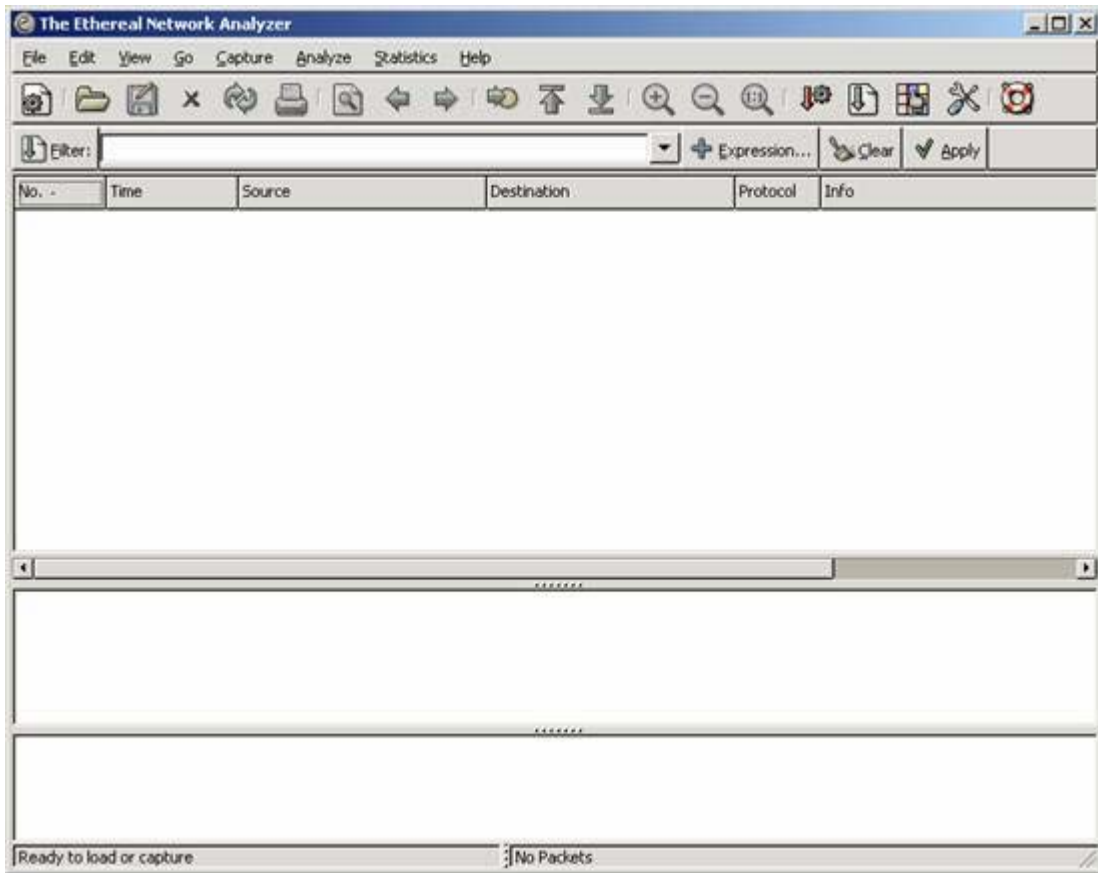 The Ethereal Network Analyzer
File Edit View Go Capture Analyze Statistics Help
Filter: Expression... Clear Apply
No. - Time Source Destination Protocol Info
Ready to load or capture No Packets